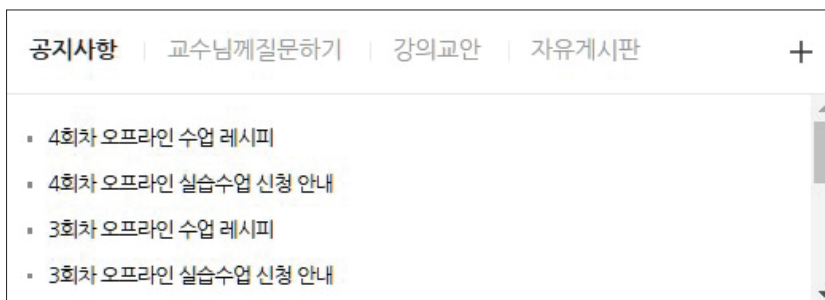 공지사항 교수님께질문하기 강의교안 자유게시판 +
4회차 오프라인 수업 레시피
4회차 오프라인 실습수업 신청 안내
3회차 오프라인 수업 레시피
3회차 오프라인 실습수업 신청 안내